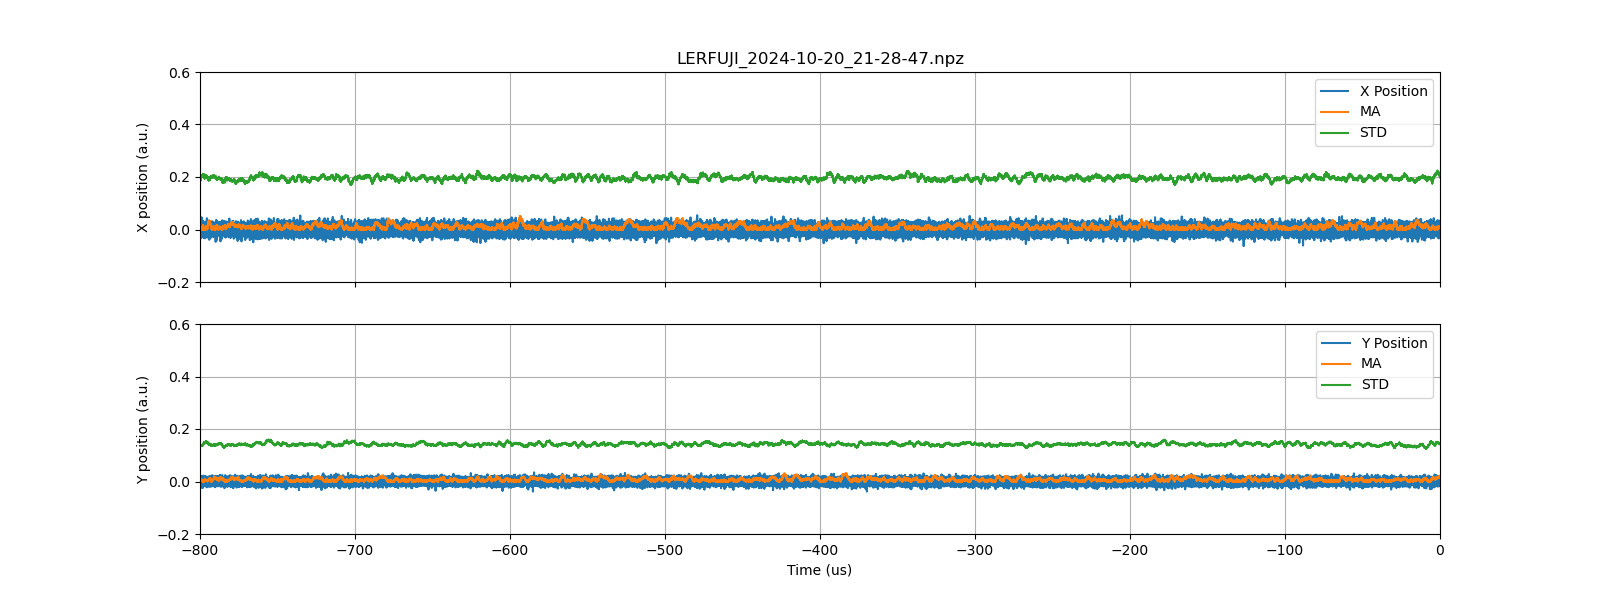 LERFUJI_2024-10-20_21-28-47.npz
X position (a.u.)
0.6
0.4
0.2
0.0
−0.2
X Position
MA
STD
Y position (a.u.)
0.6
0.4
0.2
0.0
−0.2
Y Position
MA
STD
−800 −700 −600 −500 −400 −300 −200 −100 0
Time (us)